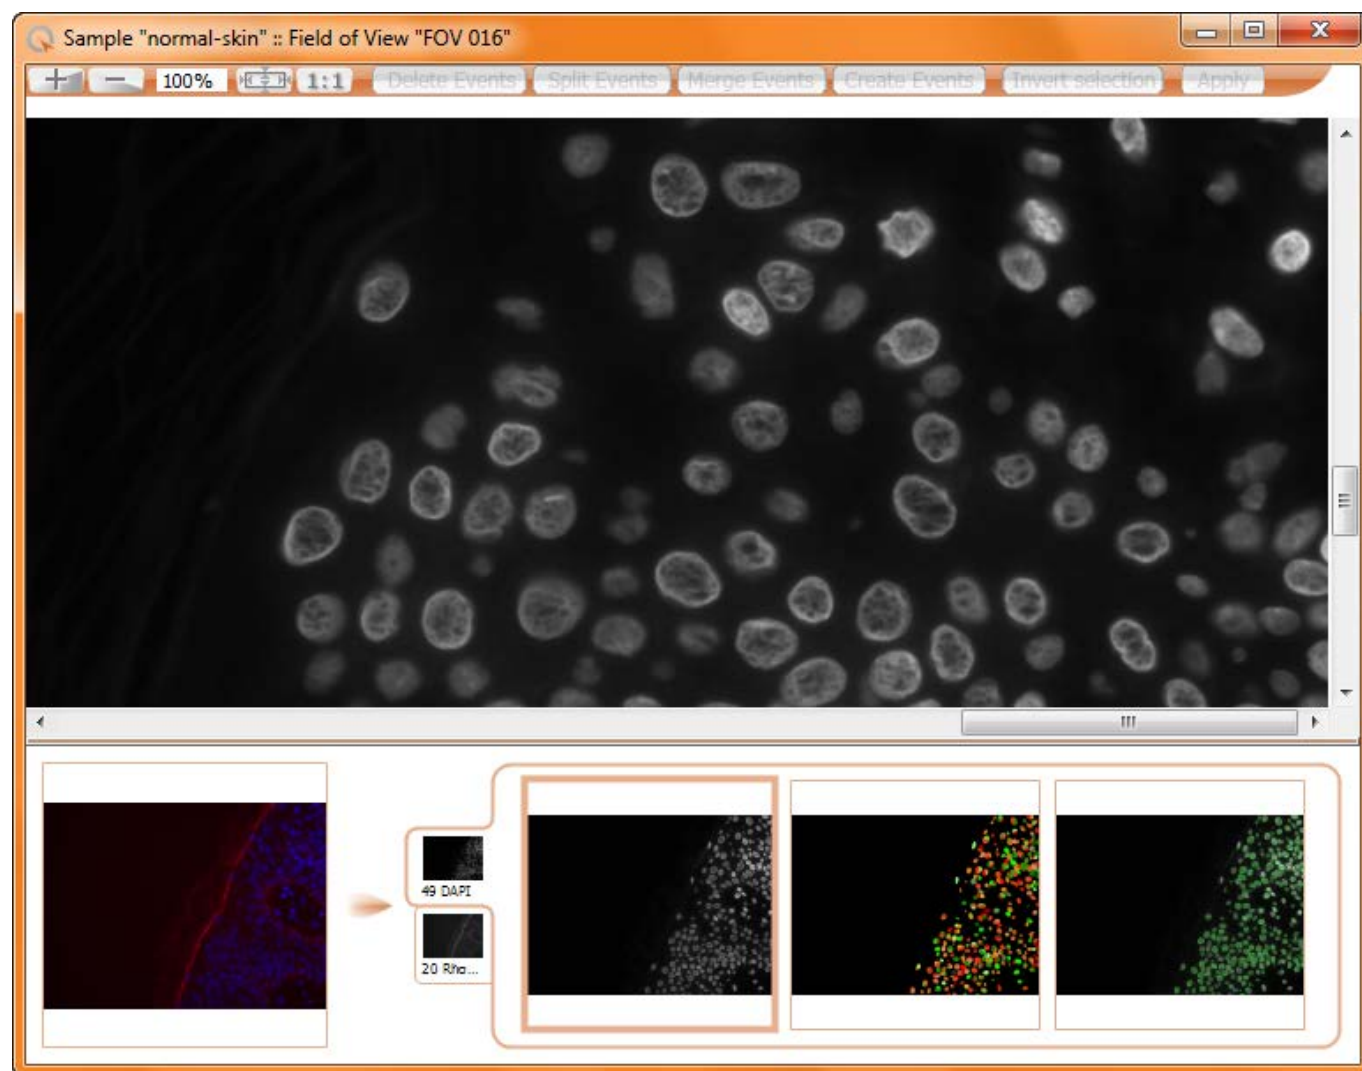 Sample "normal-skin" :: Field of View "FOV 016"
100% 1:1 Delete Events Split Events Merge Events Create Events Invert selection Apply
49 DAPI
20 Rho...